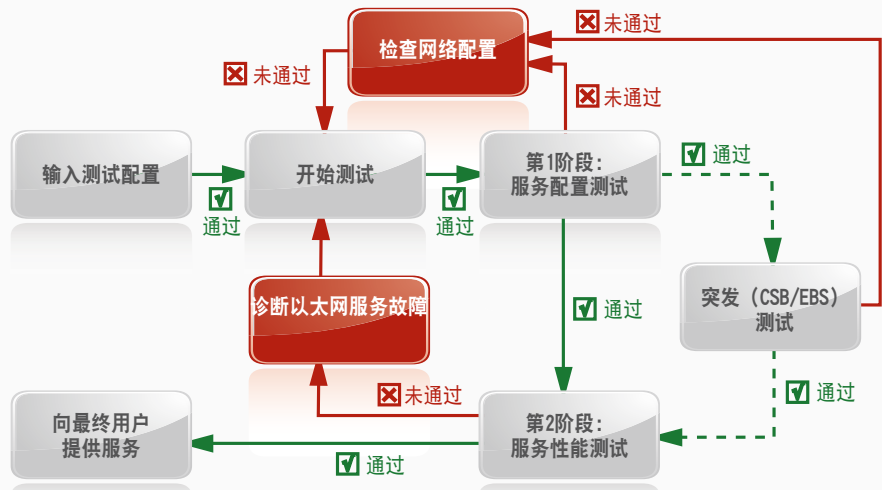 检查网络配置
未通过
未通过
未通过
输入测试配置
通过
开始测试
通过
第1阶段：
服务配置测试
通过
诊断以太网服务故障
通过
突发（CSB/EBS）
测试
未通过
通过
向最终用户
提供服务
通过
第2阶段：
服务性能测试